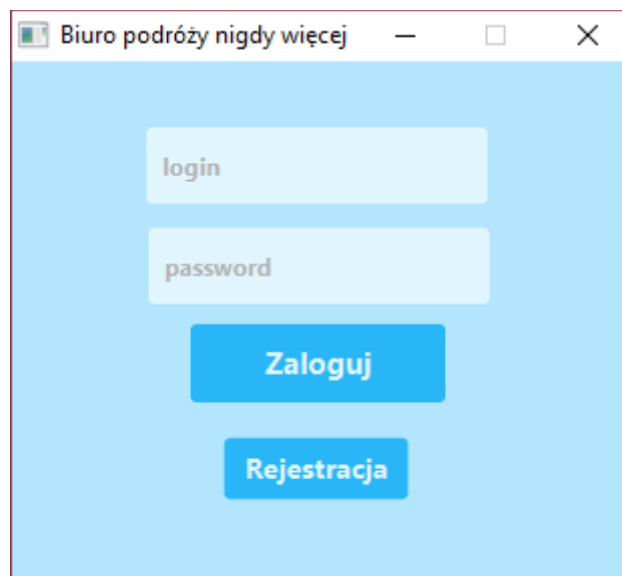 Biuro podróży nigdy więcej
login
password
Zaloguj
Rejestracja